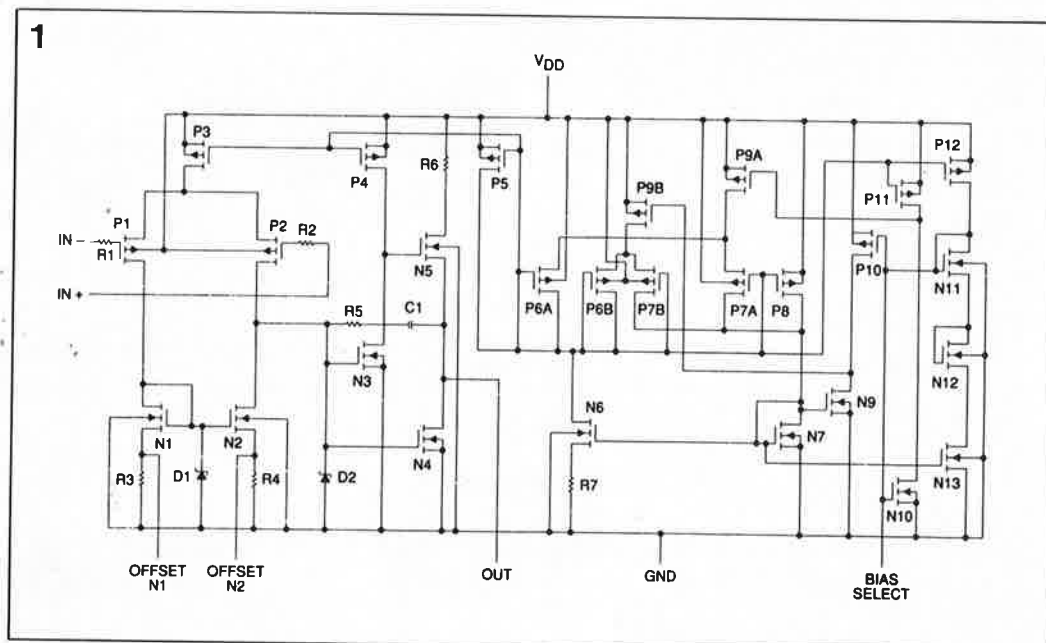 1
VDD
P3
P4
R6
P5
P9B
P9A
P12
P11
P1
P2
R2
IN −
R1
N5
P10
N11
IN +
P6A
P6B
P7B
P7A
P8
R5
C1
N3
N12
N6
N9
N1
N2
N4
N7
R3
D1
R4
D2
R7
N13
N10
OFFSET
N1
OFFSET
N2
OUT
GND
BIAS
SELECT